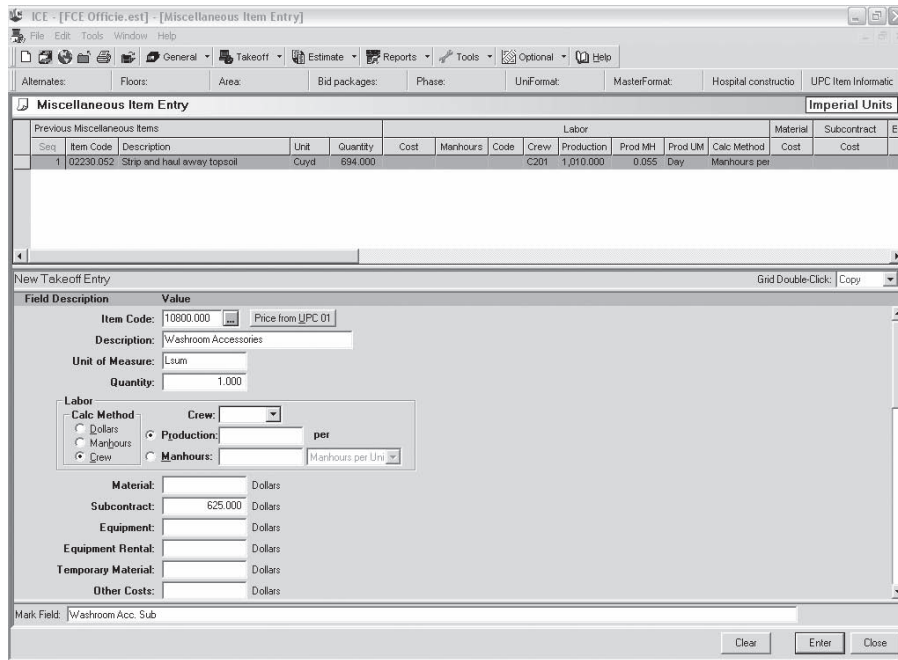 ICE - [FCE Officie.est] - [Miscellaneous Item Entry]
File Edit Tools Window Help
General Takeoff Estimate Reports Tools Optional Help
Alternates: Floors: Area: Bid packages: Phase: UniFormat: MasterFormat: Hospital constructio UPC Item Informatic
Miscellaneous Item Entry Imperial Units
Previous Miscellaneous Items Labor Material Subcontract E
Seq Item Code Description Unit Quantity Cost Manhours Code Crew Production Prod MH Prod UM Calc Method Cost Cost
1 02230.052 Strip and haul away topsoil Cuyd 694.000 C201 1,010.000 0.055 Day Manhours per
New Takeoff Entry Grid Double-Click: Copy
Field Description Value
Item Code: 10800.000 ... Price from UPC 01
Description: Washroom Accessories
Unit of Measure: Lsum
Quantity: 1.000
Labor
Calc Method Crew:
Dollars
Production: per
Manhours
Crew Manhours: Manhours per Uni
Material: Dollars
Subcontract: 625.000 Dollars
Equipment: Dollars
Equipment Rental: Dollars
Temporary Material: Dollars
Other Costs: Dollars
Mark Field: Washroom Acc. Sub
Clear Enter Close